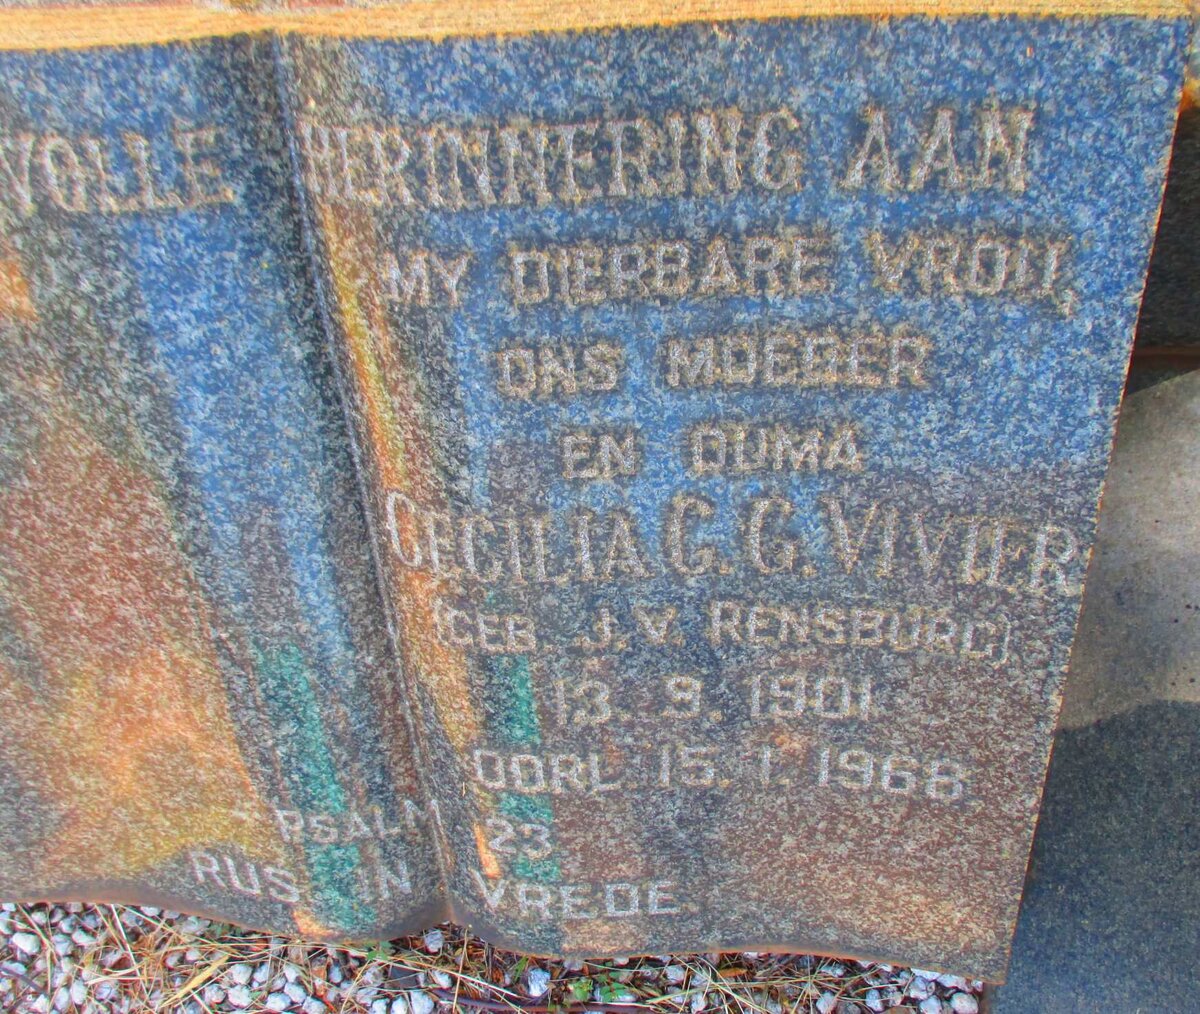 VOLLE HERINNERING AAN
MY DIERBARE VROU,
ONS MOEDER
EN OUMA
CECILIA C. G. VIVIER
(GEB. J. V. RENSBURG)
13. 9. 1901
OORL. 15. 1. 1968
PSALM 23
RUS IN VREDE